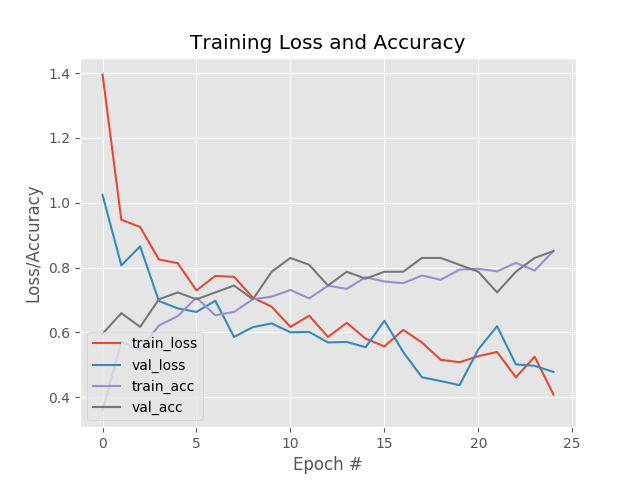 Training Loss and Accuracy
Loss/Accuracy
1.4
1.2
1.0
0.8
0.6
0.4
train_loss
val_loss
train_acc
val_acc
0 5 10 15 20 25
Epoch #